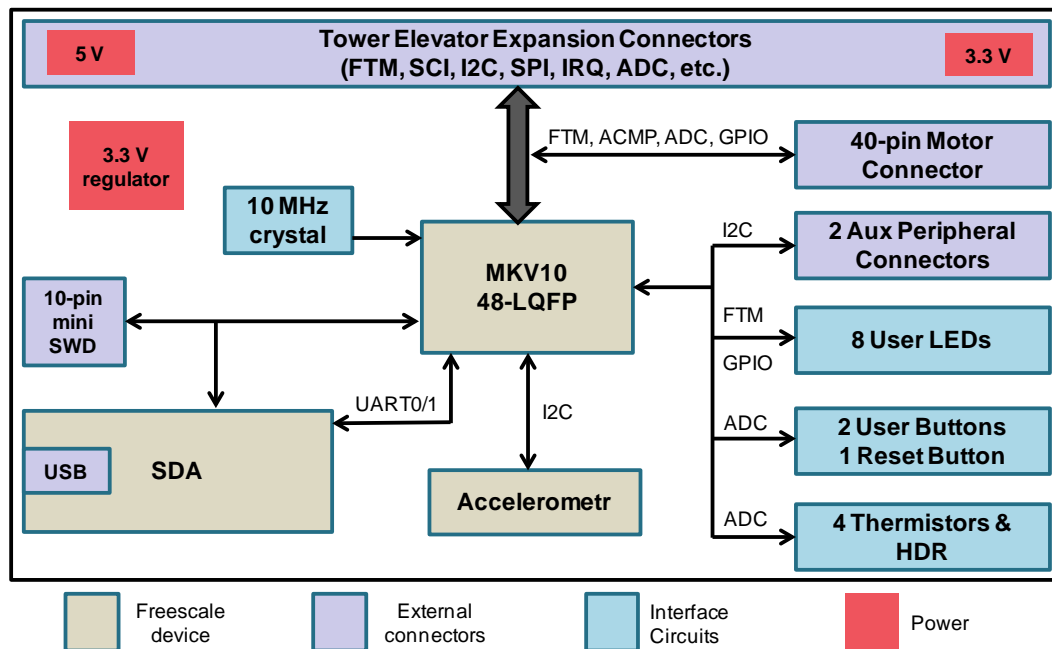 5 V
Tower Elevator Expansion Connectors
(FTM, SCI, I2C, SPI, IRQ, ADC, etc.)
3.3 V
3.3 V
regulator
FTM, ACMP, ADC, GPIO
40-pin Motor
Connector
10 MHz
crystal
I2C
2 Aux Peripheral
Connectors
MKV10
48-LQFP
10-pin
mini
SWD
FTM
GPIO
8 User LEDs
UART0/1
I2C
ADC
2 User Buttons
1 Reset Button
USB
SDA
Accelerometr
ADC
4 Thermistors &
HDR
Freescale
device
External
connectors
Interface
Circuits
Power